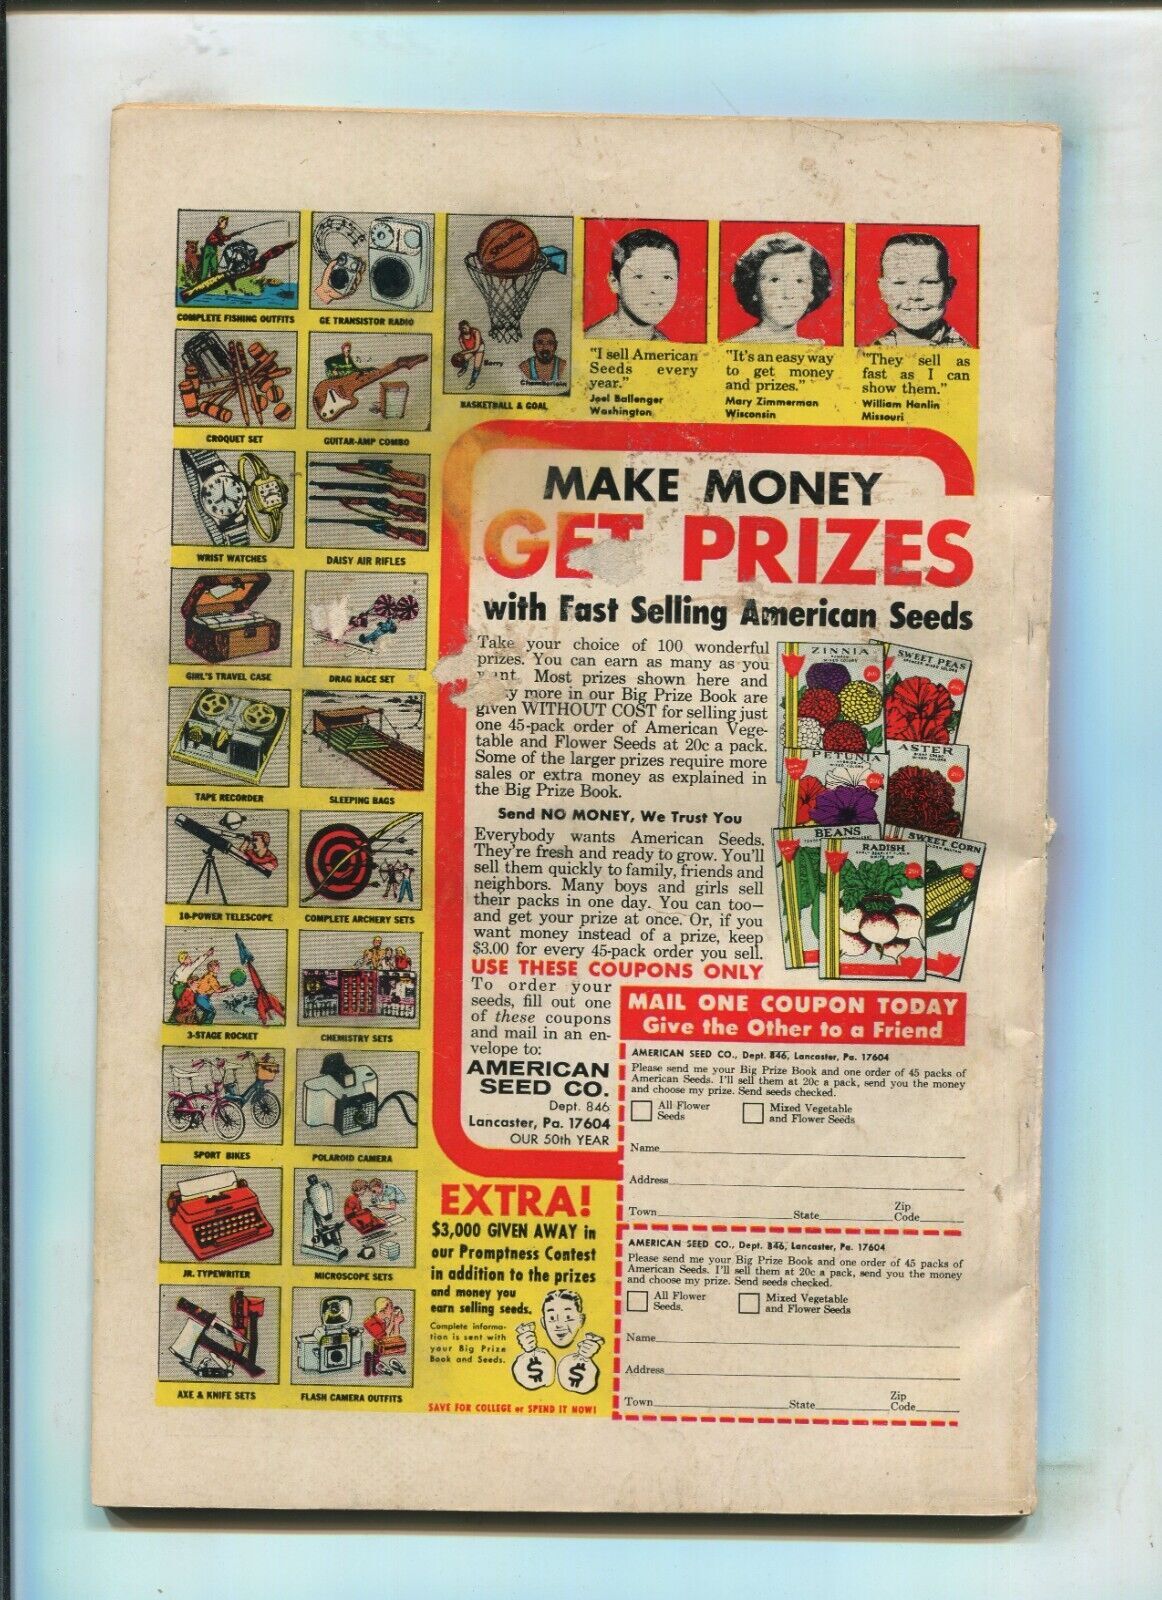 COMPLETE FISHING OUTFITS
GE TRANSISTOR RADIO
Spalding
Barry
Chamberlain
BASKETBALL & GOAL
CROQUET SET
GUITAR-AMP COMBO
WRIST WATCHES
DAISY AIR RIFLES
GIRL'S TRAVEL CASE
DRAG RACE SET
TAPE RECORDER
SLEEPING BAGS
10-POWER TELESCOPE
COMPLETE ARCHERY SETS
3-STAGE ROCKET
CHEMISTRY SETS
SPORT BIKES
POLAROID CAMERA
JR. TYPEWRITER
MICROSCOPE SETS
AXE & KNIFE SETS
FLASH CAMERA OUTFITS
"I sell American
Seeds every
year."
Joel Ballenger
Washington
"It's an easy way
to get money
and prizes."
Mary Zimmerman
Wisconsin
"They sell as
fast as I can
show them."
William Hanlin
Missouri
MAKE MONEY
GET PRIZES
with Fast Selling American Seeds
Take your choice of 100 wonderful
prizes. You can earn as many as you
want. Most prizes shown here and
more in our Big Prize Book are
given WITHOUT COST for selling just
one 45-pack order of American Vege-
table and Flower Seeds at 20c a pack.
Some of the larger prizes require more
sales or extra money as explained in
the Big Prize Book.
Send NO MONEY, We Trust You
Everybody wants American Seeds.
They're fresh and ready to grow. You'll
sell them quickly to family, friends and
neighbors. Many boys and girls sell
their packs in one day. You can too—
and get your prize at once. Or, if you
want money instead of a prize, keep
$3.00 for every 45-pack order you sell.
USE THESE COUPONS ONLY
To order your
seeds, fill out one
of these coupons
and mail in an en-
velope to:
AMERICAN
SEED CO.
Dept. 846
Lancaster, Pa. 17604
OUR 50th YEAR
ZINNIA
MIXED COLORS
SWEET PEAS
PETUNIA
ASTER
BEANS
RADISH
SWEET CORN
MAIL ONE COUPON TODAY
Give the Other to a Friend
AMERICAN SEED CO., Dept. 846, Lancaster, Pa. 17604
Please send me your Big Prize Book and one order of 45 packs of
American Seeds. I'll sell them at 20c a pack, send you the money
and choose my prize. Send seeds checked.
All Flower
Seeds
Mixed Vegetable
and Flower Seeds
Name
Address
Town State Zip
Code
AMERICAN SEED CO., Dept. 846, Lancaster, Pa. 17604
Please send me your Big Prize Book and one order of 45 packs of
American Seeds. I'll sell them at 20c a pack, send you the money
and choose my prize. Send seeds checked.
All Flower
Seeds.
Mixed Vegetable
and Flower Seeds
Name
Address
Town State Zip
Code
EXTRA!
$3,000 GIVEN AWAY in
our Promptness Contest
in addition to the prizes
and money you
earn selling seeds.
Complete informa-
tion is sent with
your Big Prize
Book and Seeds.
$ $
SAVE FOR COLLEGE or SPEND IT NOW!